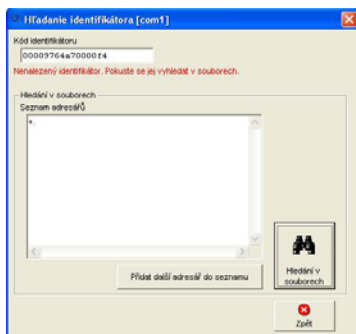 Hľadanie identifikátora [com1]
Kód identifikátoru
00009764a70000f4
Nenalezený identifikátor. Pokuste se jej vyhledat v souborech.
Hledání v souborech
Seznam adresářů
*.
Přidat další adresář do seznamu
Hledání v
souborech
Zpět